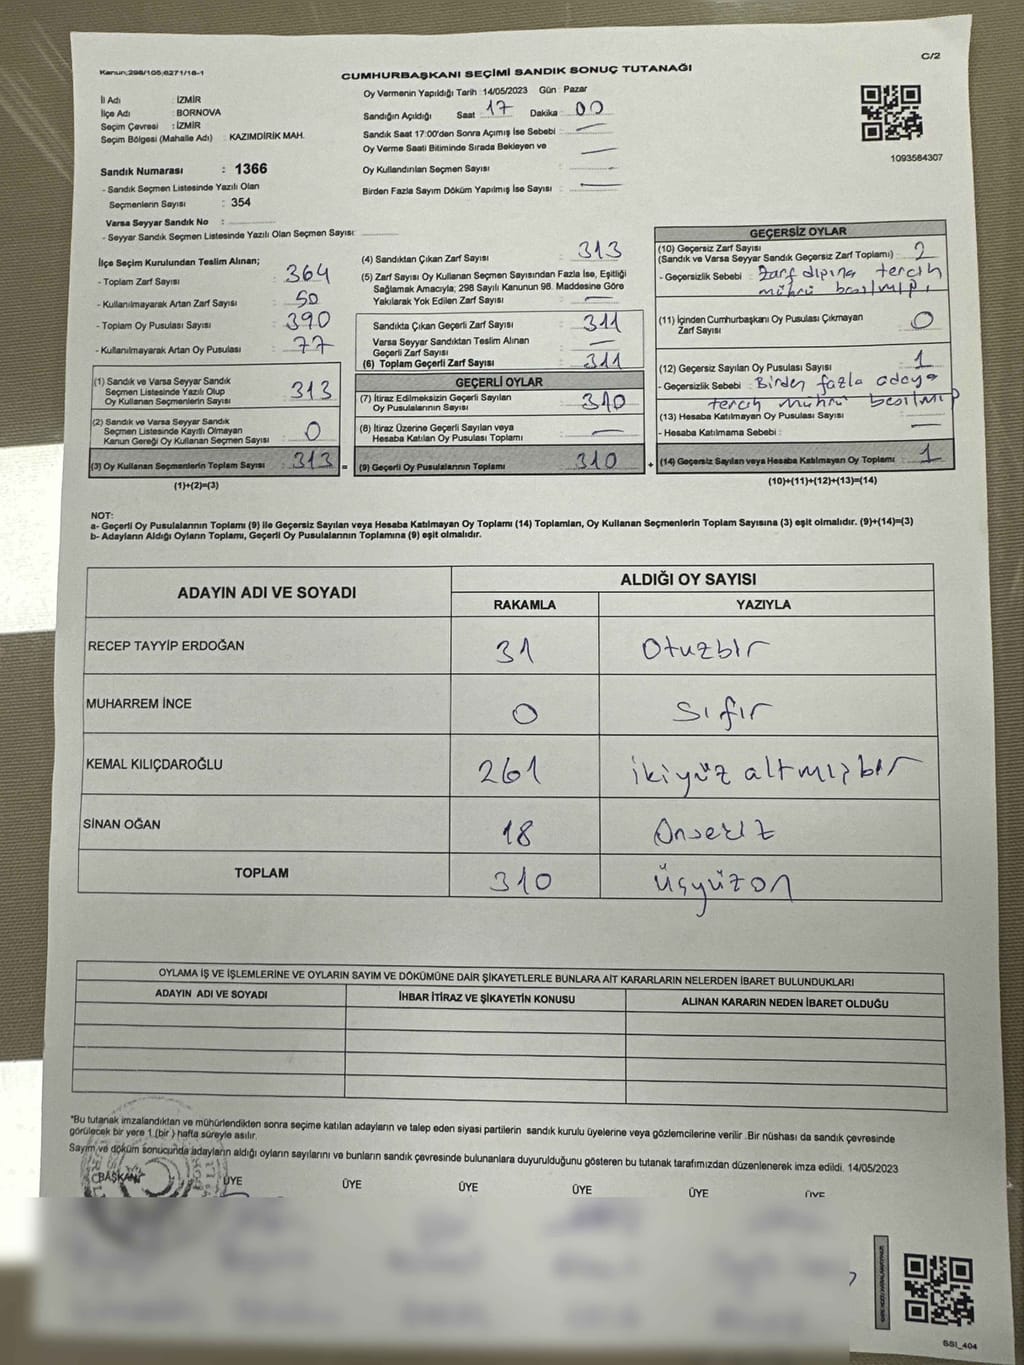 Kanun:298/105;6271/16-1
C/2
CUMHURBAŞKANI SEÇİMİ SANDIK SONUÇ TUTANAĞI
İl Adı : İZMİR
İlçe Adı : BORNOVA
Seçim Çevresi : İZMİR
Seçim Bölgesi (Mahalle Adı) : KAZIMDİRİK MAH.
Sandık Numarası : 1366
- Sandık Seçmen Listesinde Yazılı Olan
Seçmenlerin Sayısı : 354
Varsa Seyyar Sandık No :
- Seyyar Sandık Seçmen Listesinde Yazılı Olan Seçmen Sayısı:
Oy Vermenin Yapıldığı Tarih :14/05/2023 Gün : Pazar
Sandığın Açıldığı Saat 17 Dakika 00
Sandık Saat 17:00'den Sonra Açımış İse Sebebi : —
Oy Verme Saati Bitiminde Sırada Bekleyen ve —
Oy Kullandırılan Seçmen Sayısı :
Birden Fazla Sayım Döküm Yapılmış İse Sayısı : —
1093584307
İlçe Seçim Kurulundan Teslim Alınan;
- Toplam Zarf Sayısı : 364
- Kullanılmayarak Artan Zarf Sayısı : 50
- Toplam Oy Pusulası Sayısı : 390
- Kullanılmayarak Artan Oy Pusulası : 77
(1) Sandık ve Varsa Seyyar Sandık
Seçmen Listesinde Yazılı Olup
Oy Kullanan Seçmenlerin Sayısı : 313
(2) Sandık ve Varsa Seyyar Sandık
Seçmen Listesinde Kayıtlı Olmayan
Kanun Gereği Oy Kullanan Seçmen Sayısı : 0
(3) Oy Kullanan Seçmenlerin Toplam Sayısı : 313 =
(1)+(2)=(3)
(4) Sandıktan Çıkan Zarf Sayısı : 313
(5) Zarf Sayısı Oy Kullanan Seçmen Sayısından Fazla İse, Eşitliği
Sağlamak Amacıyla; 298 Sayılı Kanunun 98. Maddesine Göre
Yakılarak Yok Edilen Zarf Sayısı : —
Sandıkta Çıkan Geçerli Zarf Sayısı : 311
Varsa Seyyar Sandıktan Teslim Alınan
Geçerli Zarf Sayısı : —
(6) Toplam Geçerli Zarf Sayısı : 311
GEÇERLİ OYLAR
(7) İtiraz Edilmeksizin Geçerli Sayılan
Oy Pusulalarının Sayısı : 310
(8) İtiraz Üzerine Geçerli Sayılan veya
Hesaba Katılan Oy Pusulası Toplamı : —
(9) Geçerli Oy Pusulalarının Toplamı : 310 +
GEÇERSİZ OYLAR
(10) Geçersiz Zarf Sayısı
(Sandık ve Varsa Seyyar Sandık Geçersiz Zarf Toplamı) : 2
- Geçersizlik Sebebi : Zarf dışına tercih
mührü basılmış.
(11) İçinden Cumhurbaşkanı Oy Pusulası Çıkmayan
Zarf Sayısı : 0
(12) Geçersiz Sayılan Oy Pusulası Sayısı : 1
- Geçersizlik Sebebi : Birden fazla adaya
tercih mührü basılmış
(13) Hesaba Katılmayan Oy Pusulası Sayısı : —
- Hesaba Katılmama Sebebi :
(14) Geçersiz Sayılan veya Hesaba Katılmayan Oy Toplamı : 1
(10)+(11)+(12)+(13)=(14)
NOT:
a- Geçerli Oy Pusulalarının Toplamı (9) ile Geçersiz Sayılan veya Hesaba Katılmayan Oy Toplamı (14) Toplamları, Oy Kullanan Seçmenlerin Toplam Sayısına (3) eşit olmalıdır. (9)+(14)=(3)
b- Adayların Aldığı Oyların Toplamı, Geçerli Oy Pusulalarının Toplamına (9) eşit olmalıdır.
ADAYIN ADI VE SOYADI
ALDIĞI OY SAYISI
RAKAMLA YAZIYLA
RECEP TAYYİP ERDOĞAN 31 Otuzbir
MUHARREM İNCE 0 Sıfır
KEMAL KILIÇDAROĞLU 261 ikiyüz altmışbir
SİNAN OĞAN 18 Onsekiz
TOPLAM 310 Üçyüzon
OYLAMA İŞ VE İŞLEMLERİNE VE OYLARIN SAYIM VE DÖKÜMÜNE DAİR ŞİKAYETLERLE BUNLARA AİT KARARLARIN NELERDEN İBARET BULUNDUKLARI
ADAYIN ADI VE SOYADI İHBAR İTİRAZ VE ŞİKAYETİN KONUSU ALINAN KARARIN NEDEN İBARET OLDUĞU
"Bu tutanak imzalandıktan ve mühürlendikten sonra seçime katılan adayların ve talep eden siyasi partilerin sandık kurulu üyelerine veya gözlemcilerine verilir .Bir nüshası da sandık çevresinde
görülecek bir yere 1 (bir ) hafta süreyle asılır.
Sayım ve döküm sonucunda adayların aldığı oyların sayılarını ve bunların sandık çevresinde bulunanlara duyurulduğunu gösteren bu tutanak tarafımızdan düzenlenerek imza edildi. 14/05/2023
BAŞKAN ÜYE ÜYE ÜYE ÜYE ÜYE ÜYE
SSI_404